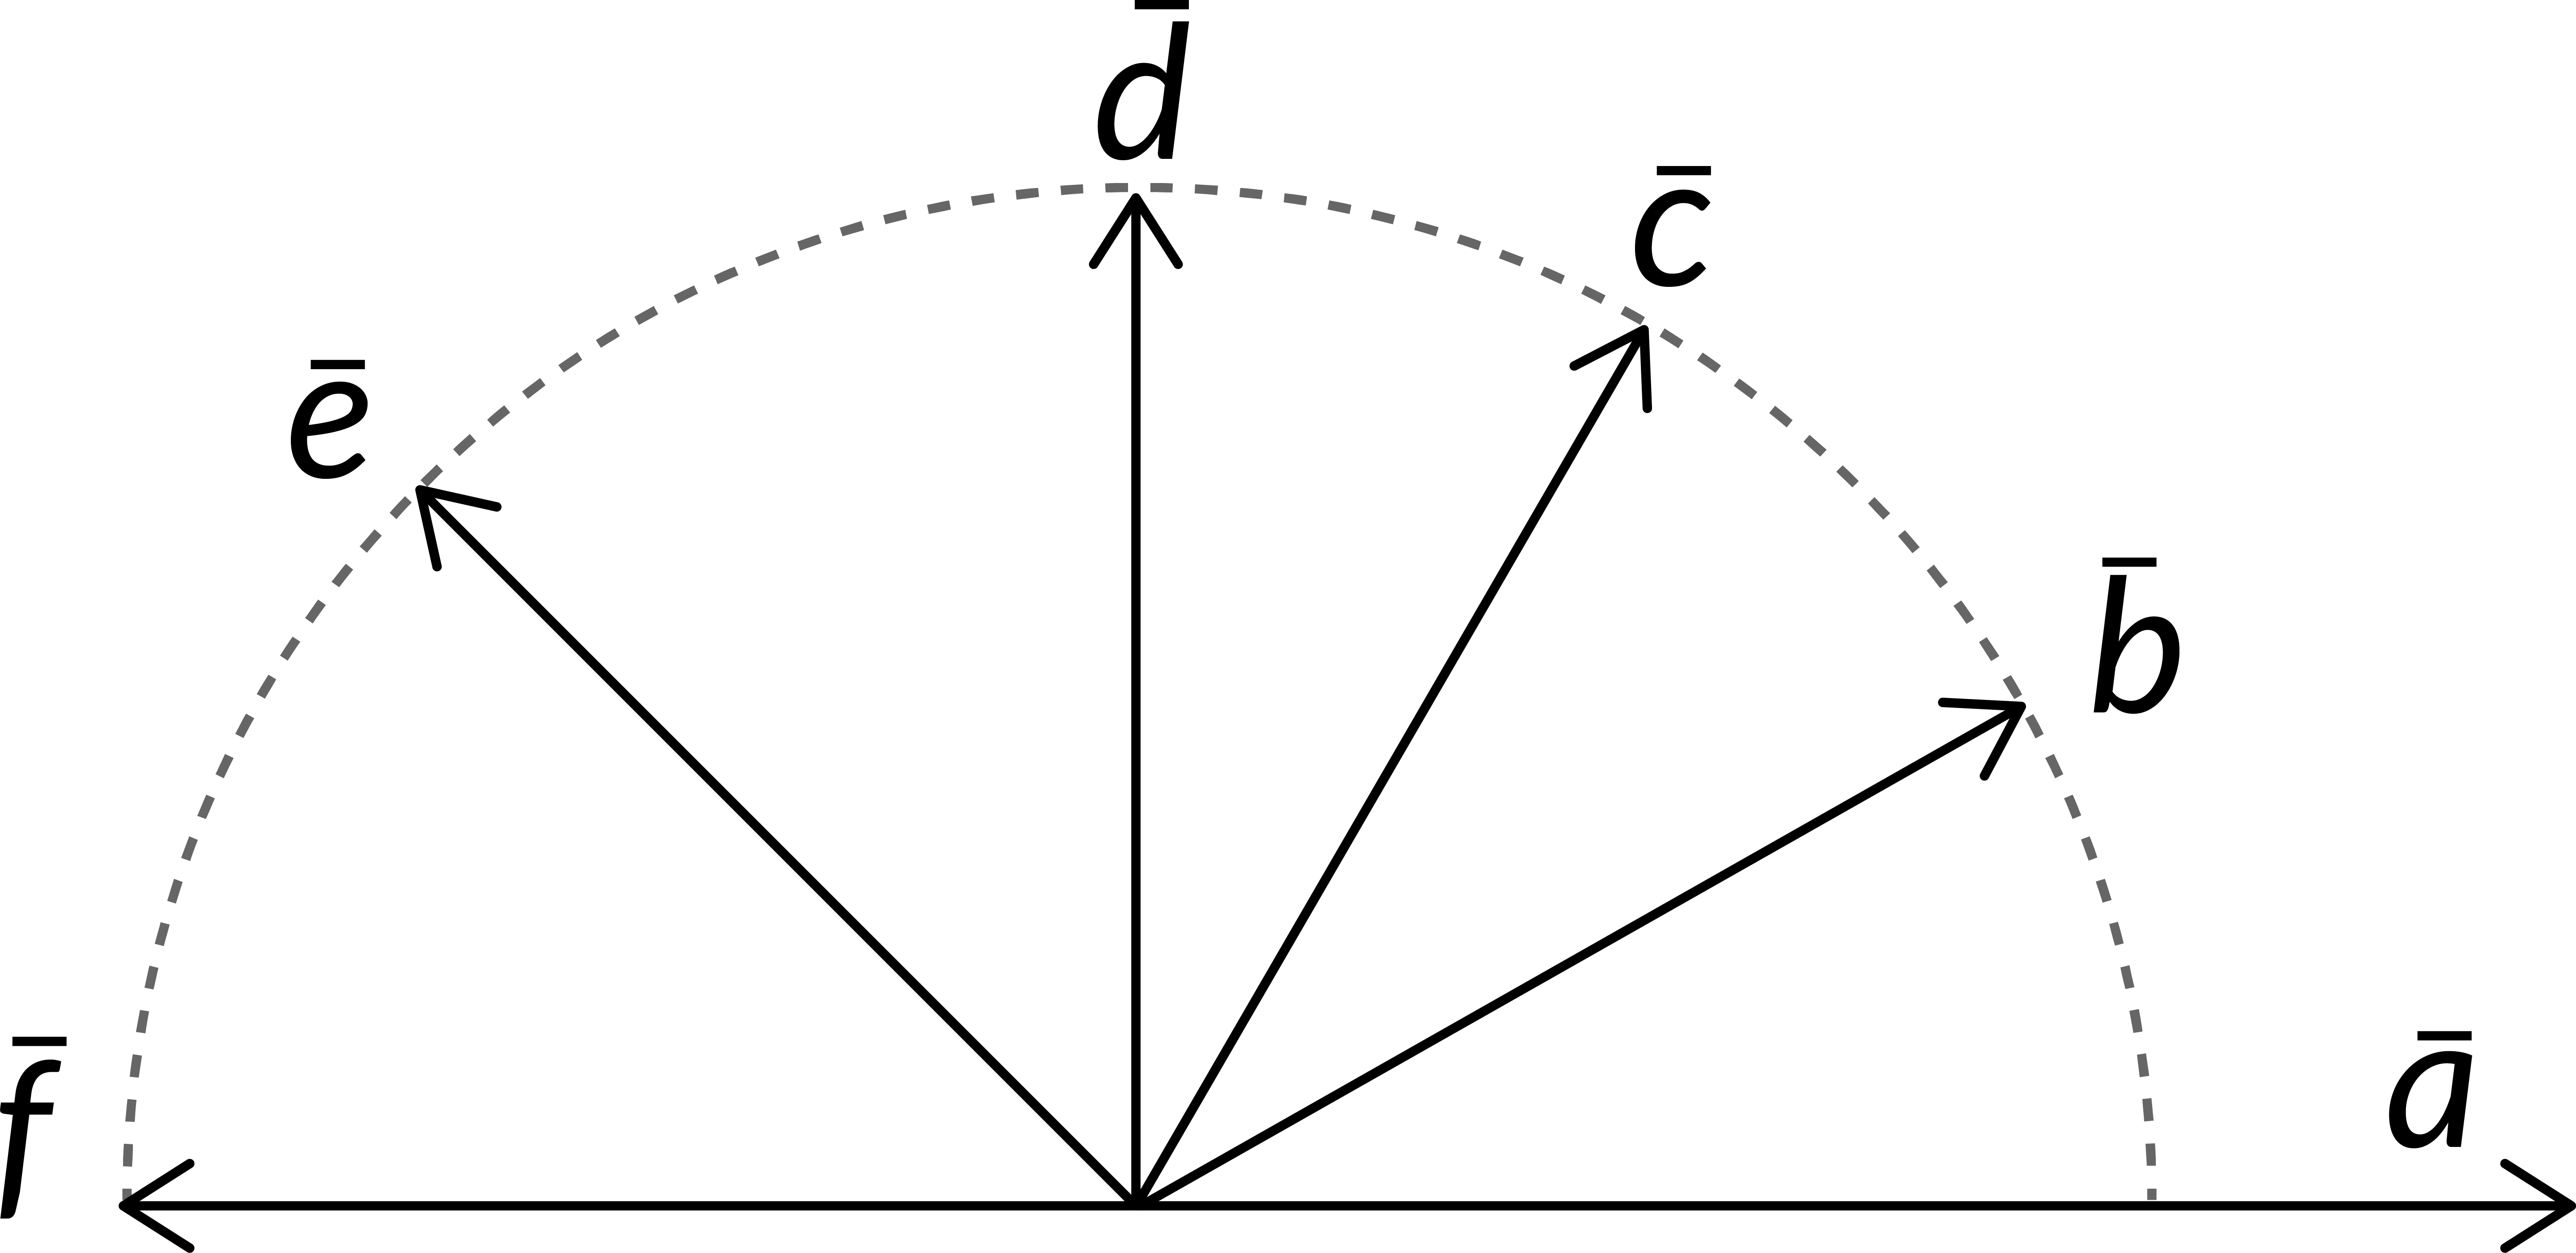 d̄
c̄
ē
b̄
f̄
ā